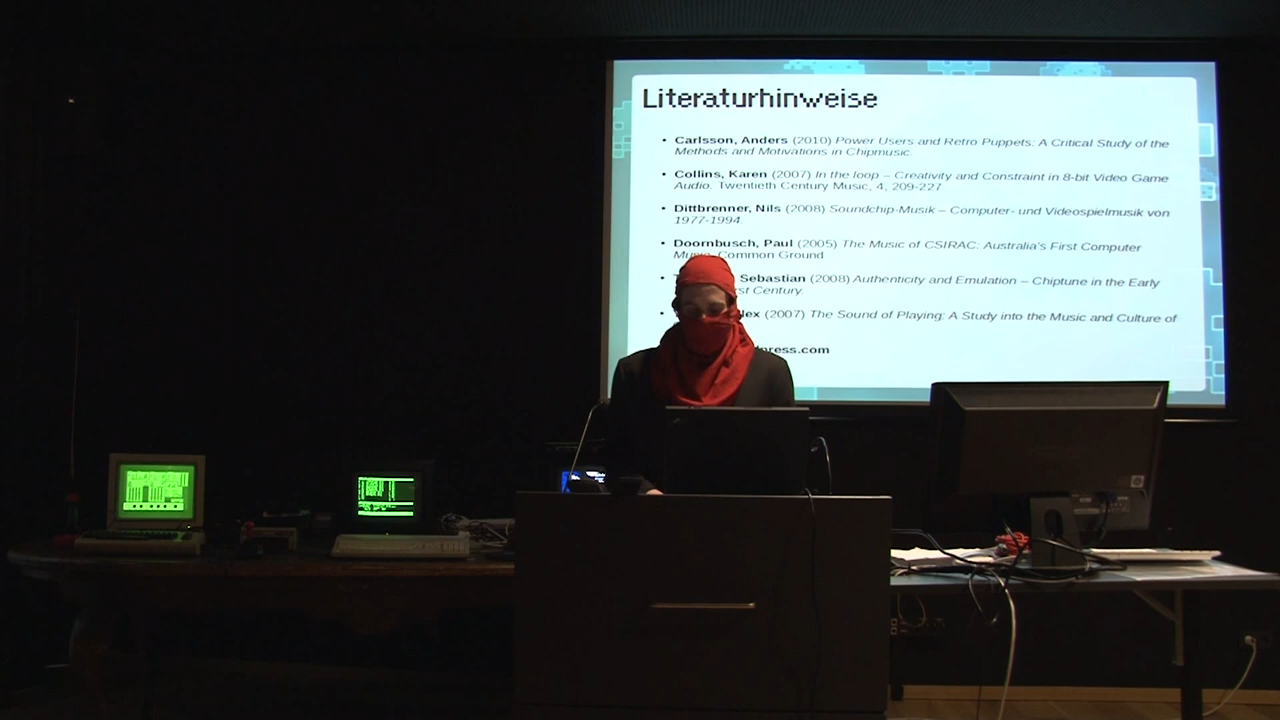 Literaturhinweise
• Carlsson, Anders (2010) Power Users and Retro Puppets: A Critical Study of the
Methods and Motivations in Chipmusic.
• Collins, Karen (2007) In the loop – Creativity and Constraint in 8-bit Video Game
Audio. Twentieth Century Music, 4, 209-227
• Dittbrenner, Nils (2008) Soundchip-Musik – Computer- und Videospielmusik von
1977-1994.
• Doornbusch, Paul (2005) The Music of CSIRAC: Australia's First Computer
Music. Common Ground
• Sebastian (2008) Authenticity and Emulation – Chiptune in the Early
Century.
• (2007) The Sound of Playing: A Study into the Music and Culture of
press.com